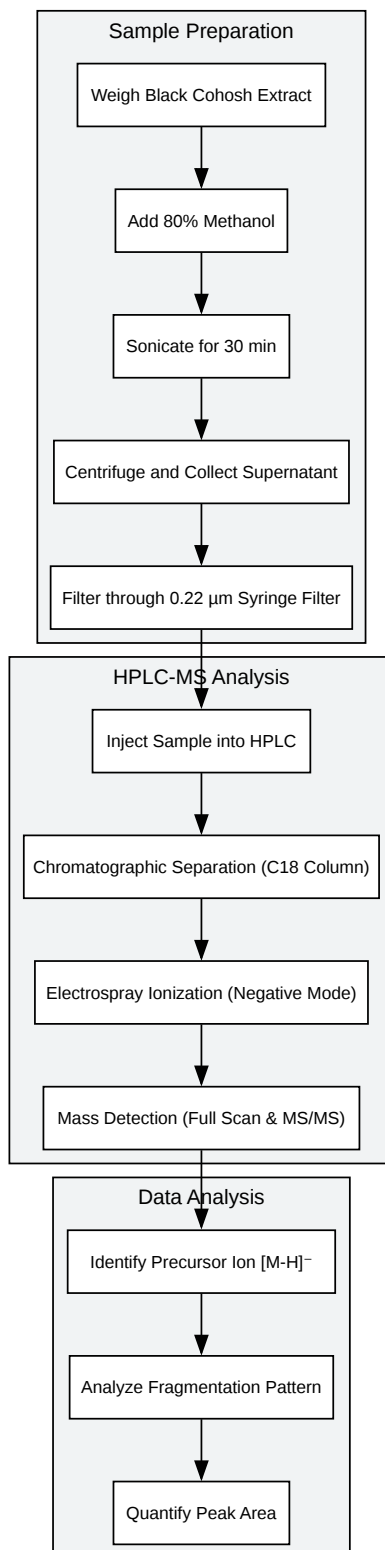 Sample Preparation
Weigh Black Cohosh Extract
Add 80% Methanol
Sonicate for 30 min
Centrifuge and Collect Supernatant
Filter through 0.22 µm Syringe Filter
HPLC-MS Analysis
Inject Sample into HPLC
Chromatographic Separation (C18 Column)
Electrospray Ionization (Negative Mode)
Mass Detection (Full Scan & MS/MS)
Data Analysis
Identify Precursor Ion [M-H]⁻
Analyze Fragmentation Pattern
Quantify Peak Area